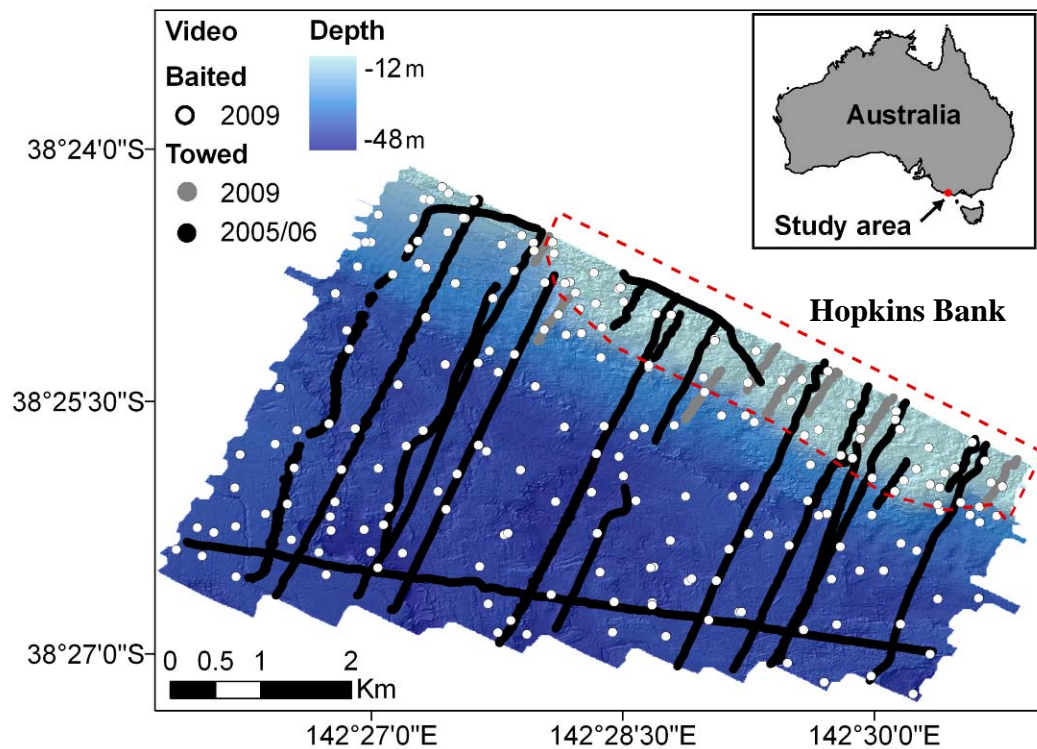 Video
Baited
2009
Towed
2009
2005/06
Depth
-12 m
-48 m
Australia
Study area
Hopkins Bank
38°24'0"S
38°25'30"S
38°27'0"S
0 0.5 1 2
Km
142°27'0"E 142°28'30"E 142°30'0"E